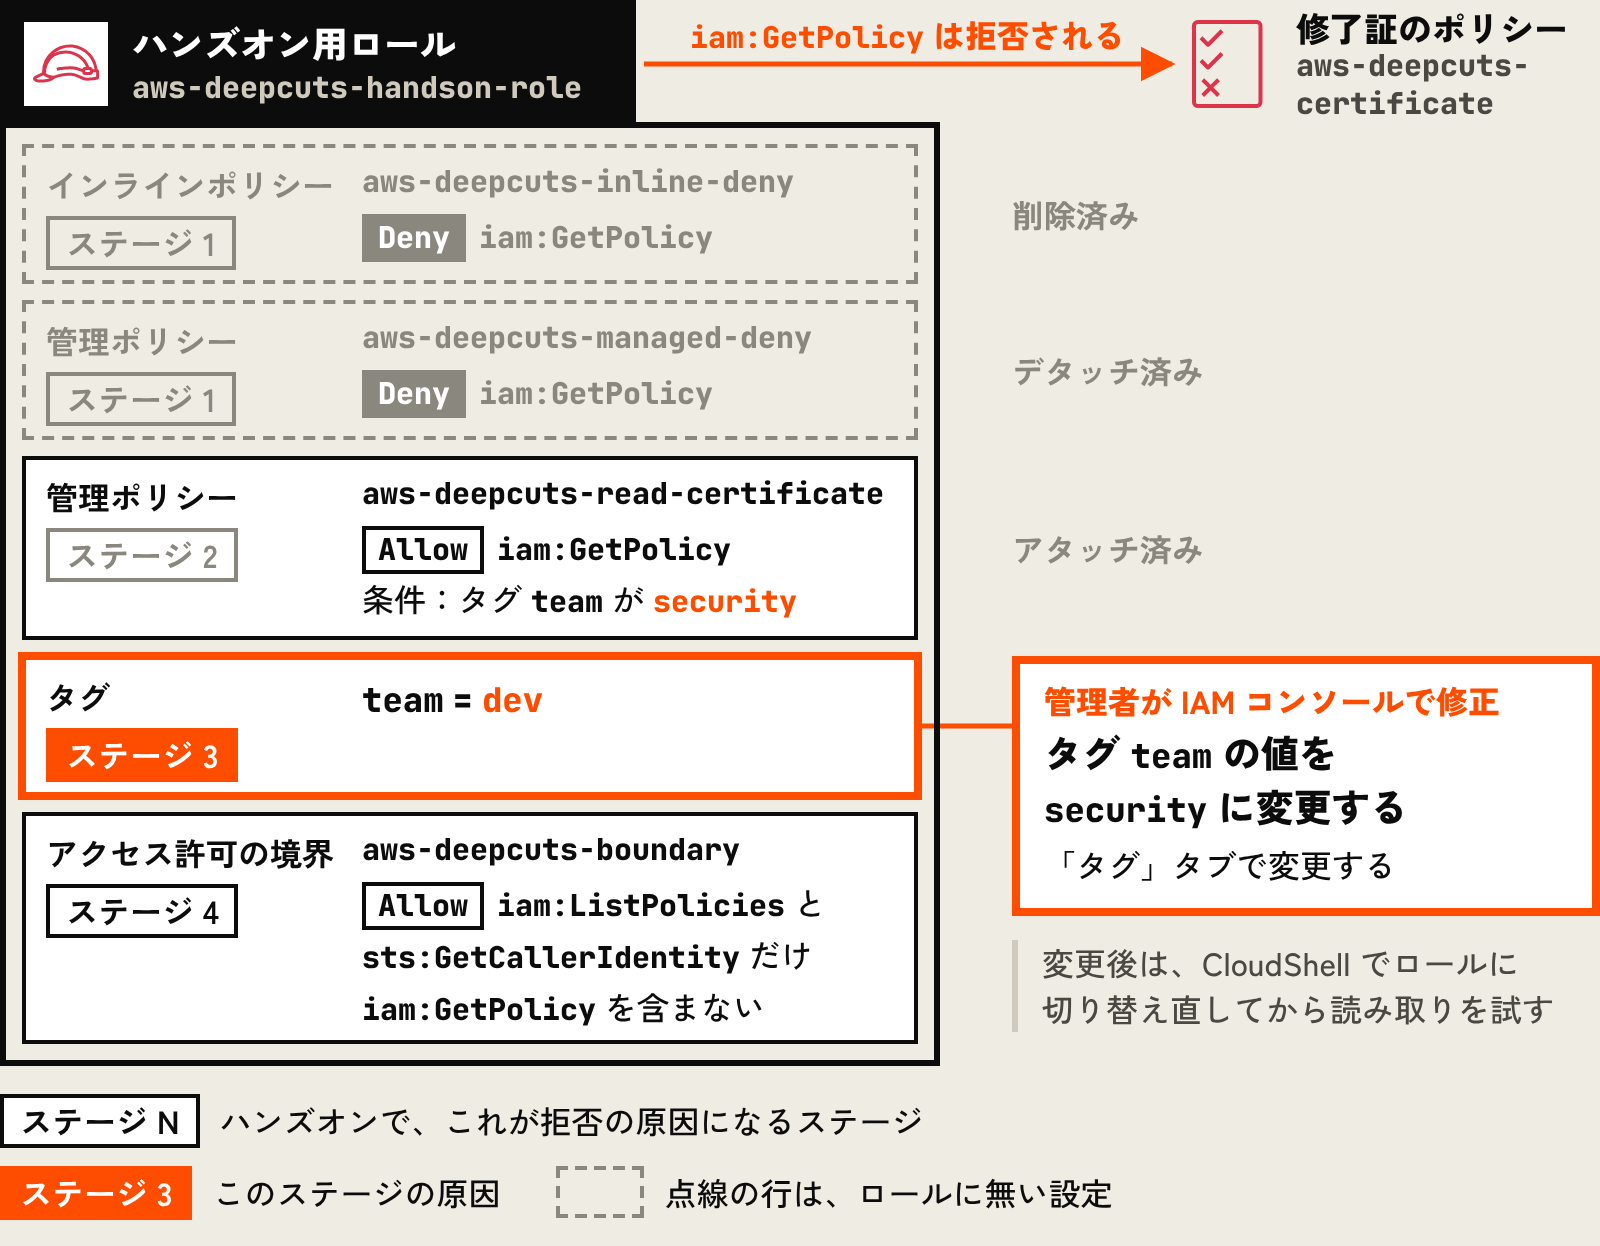 ハンズオン用ロール
aws-deepcuts-handson-role
iam:GetPolicy は拒否される
修了証のポリシー
aws-deepcuts-
certificate
インラインポリシー aws-deepcuts-inline-deny
ステージ 1 Deny iam:GetPolicy
削除済み
管理ポリシー aws-deepcuts-managed-deny
ステージ 1 Deny iam:GetPolicy
デタッチ済み
管理ポリシー aws-deepcuts-read-certificate
ステージ 2 Allow iam:GetPolicy
条件：タグ team が security
アタッチ済み
タグ team = dev
ステージ 3
管理者が IAM コンソールで修正
タグ team の値を
security に変更する
「タグ」タブで変更する
アクセス許可の境界 aws-deepcuts-boundary
ステージ 4 Allow iam:ListPolicies と
sts:GetCallerIdentity だけ
iam:GetPolicy を含まない
変更後は、CloudShell でロールに
切り替え直してから読み取りを試す
ステージ N ハンズオンで、これが拒否の原因になるステージ
ステージ 3 このステージの原因 点線の行は、ロールに無い設定